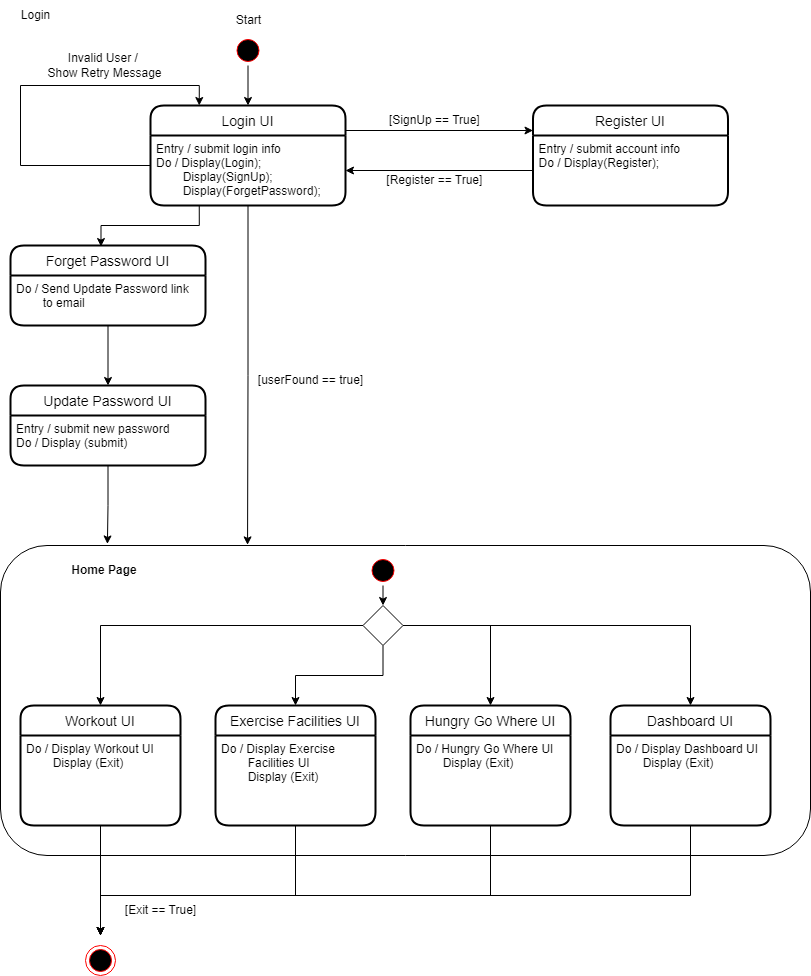 Login
Start
Invalid User /
Show Retry Message
Login UI
Entry / submit login info
Do / Display(Login);
Display(SignUp);
Display(ForgetPassword);
[SignUp == True]
[Register == True]
Register UI
Entry / submit account info
Do / Display(Register);
Forget Password UI
Do / Send Update Password link
to email
[userFound == true]
Update Password UI
Entry / submit new password
Do / Display (submit)
Home Page
Workout UI
Do / Display Workout UI
Display (Exit)
Exercise Facilities UI
Do / Display Exercise
Facilities UI
Display (Exit)
Hungry Go Where UI
Do / Hungry Go Where UI
Display (Exit)
Dashboard UI
Do / Display Dashboard UI
Display (Exit)
[Exit == True]